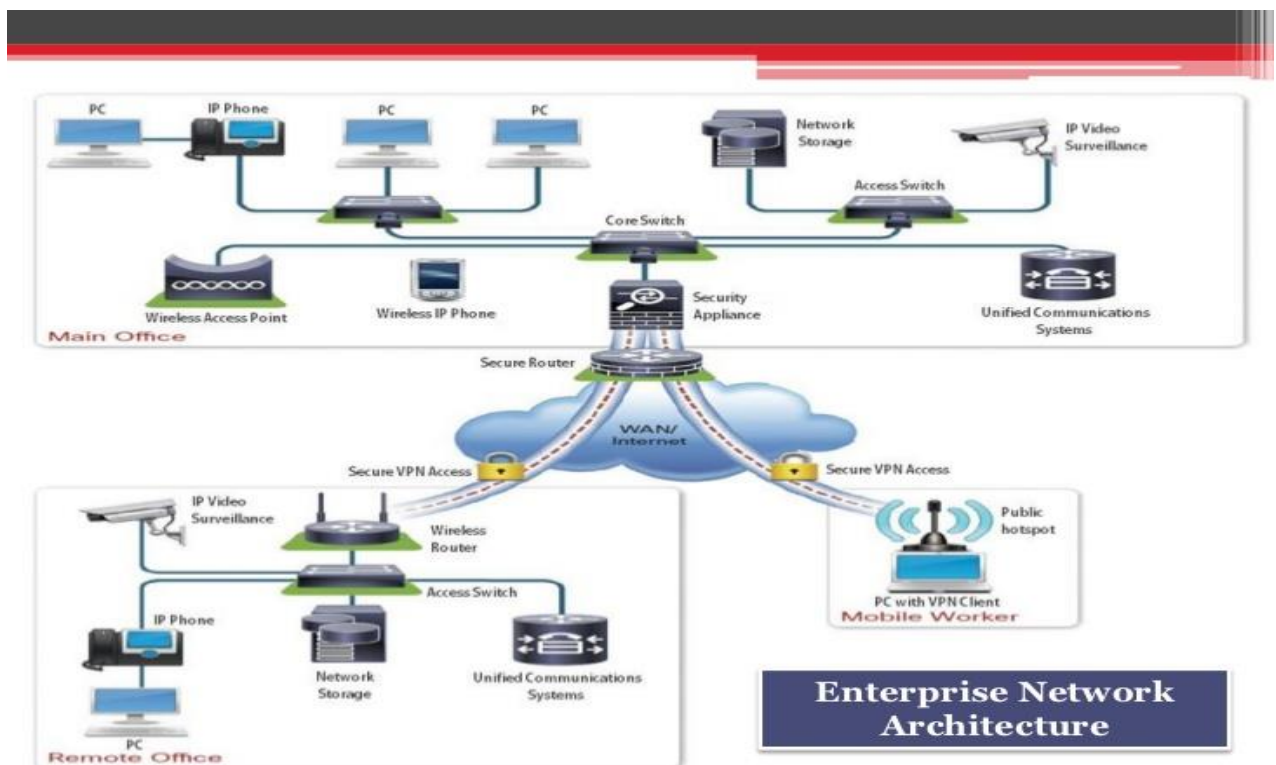 PC
IP Phone
PC
PC
Network
Storage
IP Video
Surveillance
Access Switch
Core Switch
Wireless Access Point
Wireless IP Phone
Security
Appliance
Unified Communications
Systems
Main Office
Secure Router
WAN/
Internet
Secure VPN Access
Secure VPN Access
IP Video
Surveillance
Wireless
Router
Access Switch
IP Phone
Network
Storage
Unified Communications
Systems
PC
Remote Office
Public
hotspot
PC with VPN Client
Mobile Worker
Enterprise Network
Architecture